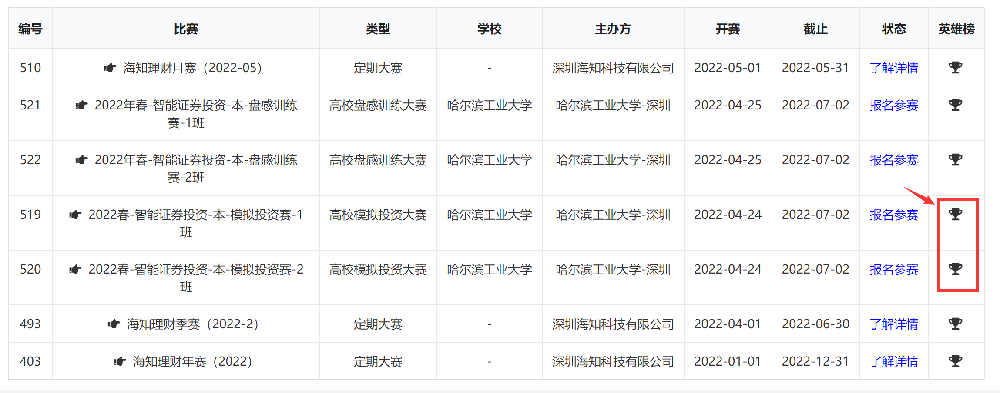 编号 比赛 类型 学校 主办方 开赛 截止 状态 英雄榜
510 海知理财月赛（2022-05） 定期大赛 - 深圳海知科技有限公司 2022-05-01 2022-05-31 了解详情
521 2022年春-智能证券投资-本-盘感训练 高校盘感训练大赛 哈尔滨工业大学 哈尔滨工业大学-深圳 2022-04-25 2022-07-02 报名参赛
赛-1班
522 2022年春-智能证券投资-本-盘感训练 高校盘感训练大赛 哈尔滨工业大学 哈尔滨工业大学-深圳 2022-04-25 2022-07-02 报名参赛
赛-2班
519 2022春-智能证券投资-本-模拟投资赛-1 高校模拟投资大赛 哈尔滨工业大学 哈尔滨工业大学-深圳 2022-04-24 2022-07-02 报名参赛
班
520 2022春-智能证券投资-本-模拟投资赛-2 高校模拟投资大赛 哈尔滨工业大学 哈尔滨工业大学-深圳 2022-04-24 2022-07-02 报名参赛
班
493 海知理财季赛（2022-2） 定期大赛 - 深圳海知科技有限公司 2022-04-01 2022-06-30 了解详情
403 海知理财年赛（2022） 定期大赛 - 深圳海知科技有限公司 2022-01-01 2022-12-31 了解详情